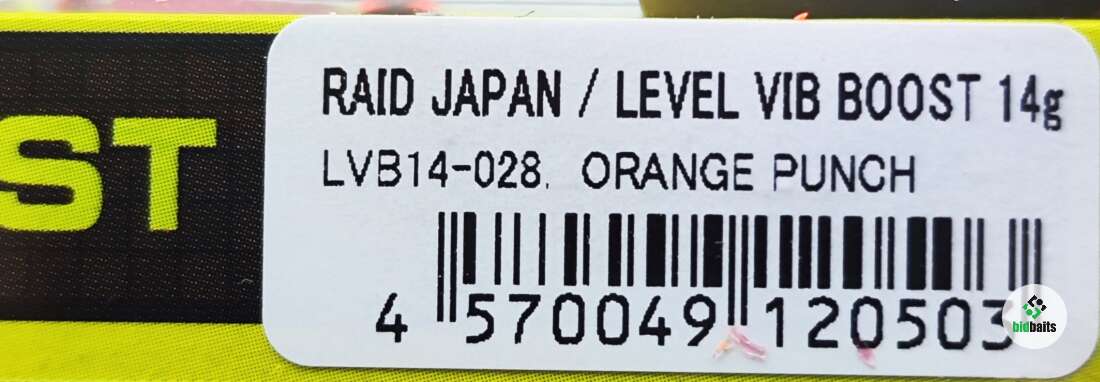 ST
RAID JAPAN / LEVEL VIB BOOST 14g
LVB14-028. ORANGE PUNCH
4 570049 120503
bidbaits